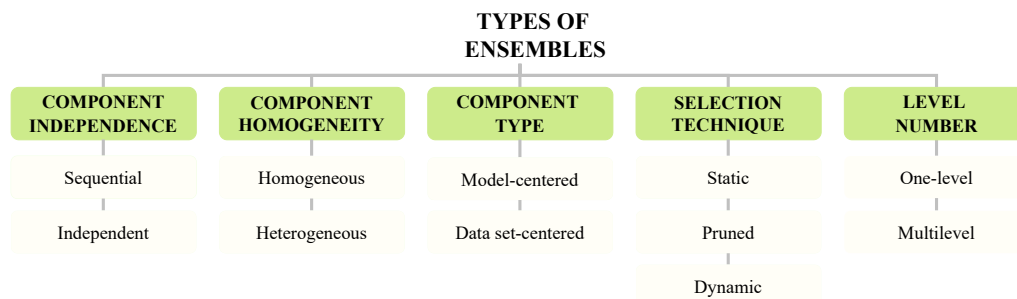 TYPES OF
ENSEMBLES
COMPONENT
INDEPENDENCE
Sequential
Independent
COMPONENT
HOMOGENEITY
Homogeneous
Heterogeneous
COMPONENT
TYPE
Model-centered
Data set-centered
SELECTION
TECHNIQUE
Static
Pruned
Dynamic
LEVEL
NUMBER
One-level
Multilevel